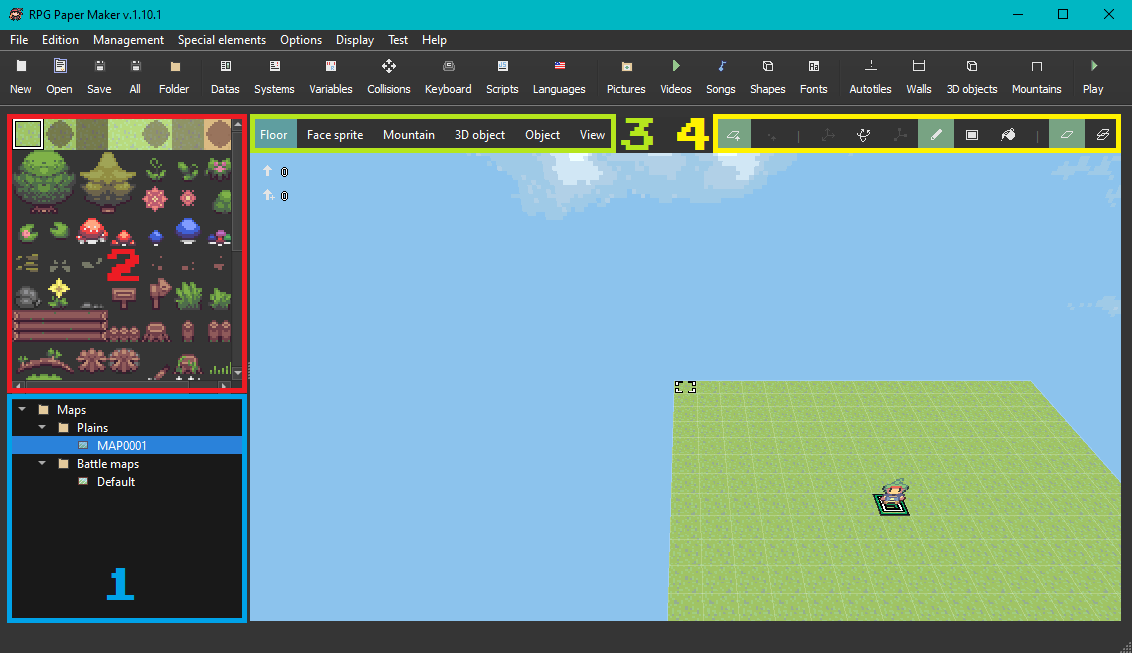 RPG Paper Maker v.1.10.1
File Edition Management Special elements Options Display Test Help
New Open Save All Folder Datas Systems Variables Collisions Keyboard Scripts Languages Pictures Videos Songs Shapes Fonts Autotiles Walls 3D objects Mountains Play
Floor Face sprite Mountain 3D object Object View 3 4
0
0
2
Maps
Plains
MAP0001
Battle maps
Default
1